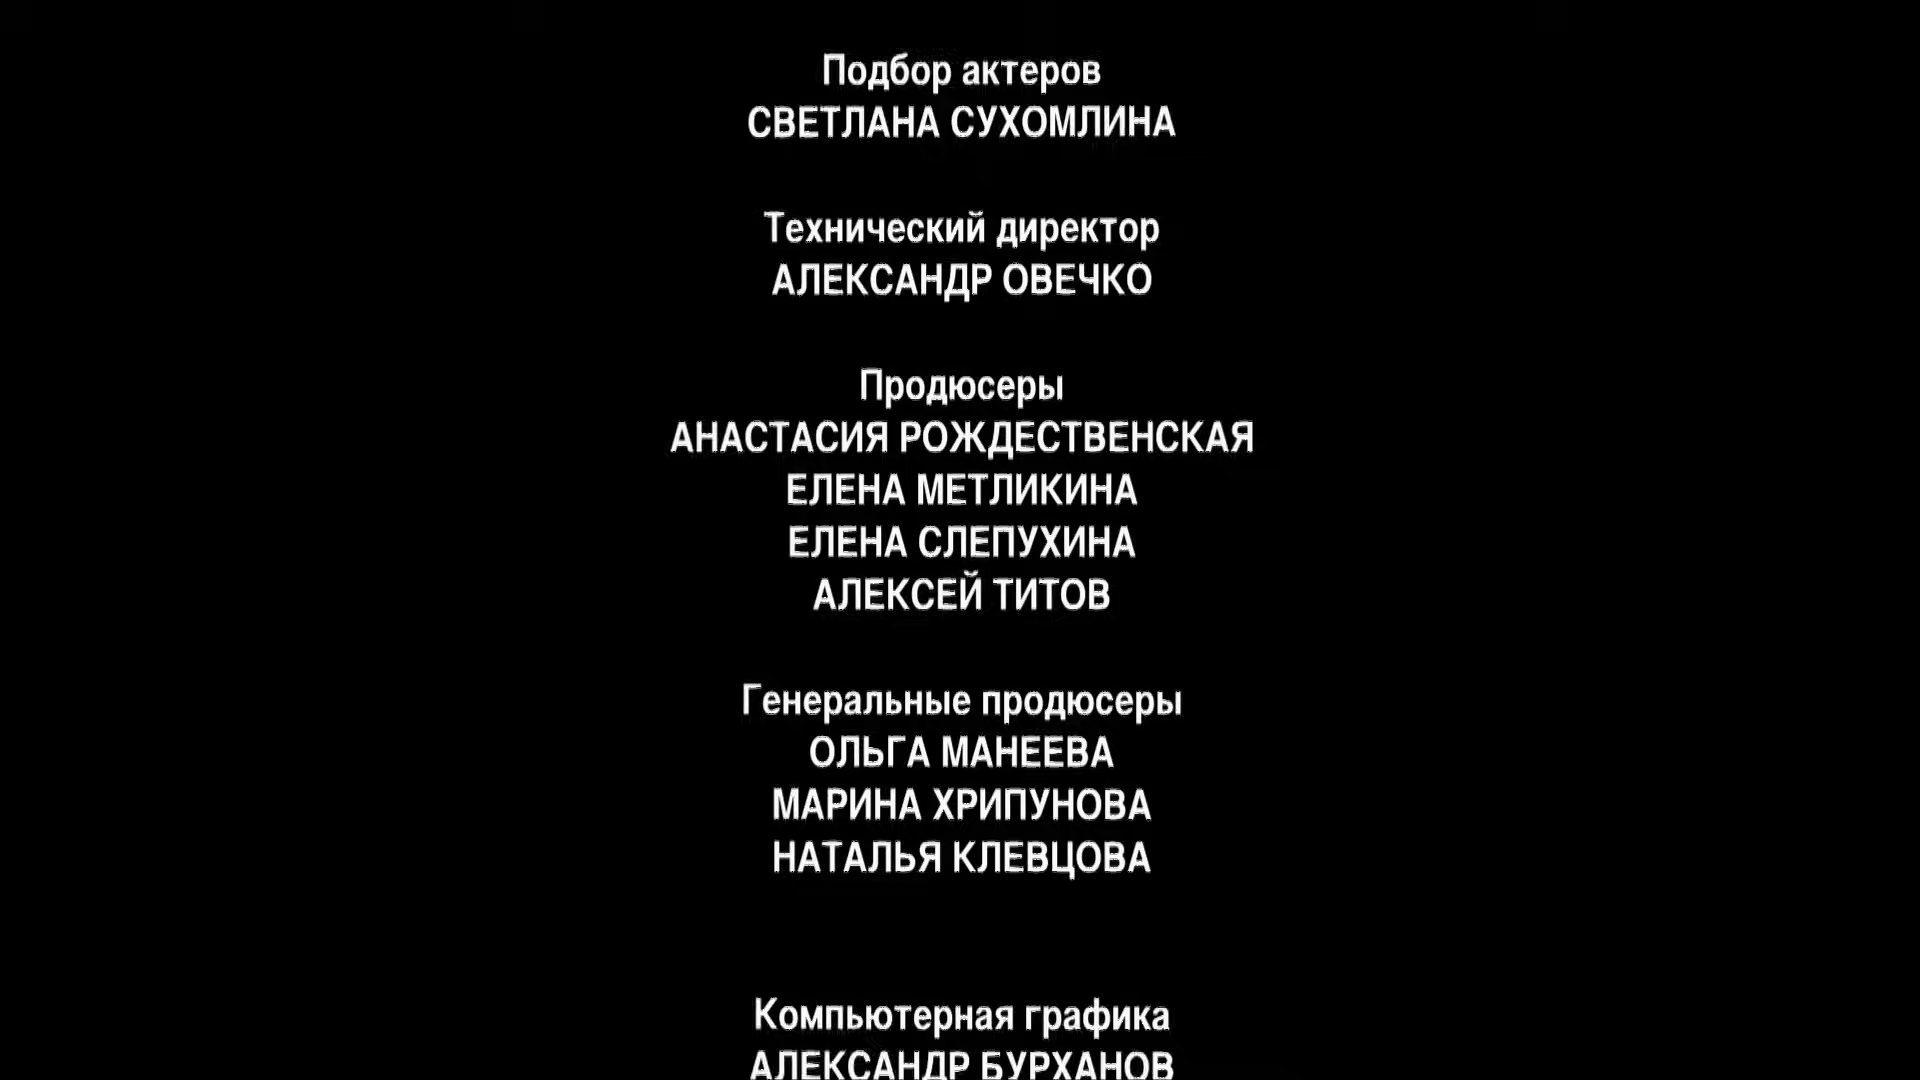 Подбор актеров
СВЕТЛАНА СУХОМЛИНА
Технический директор
АЛЕКСАНДР ОВЕЧКО
Продюсеры
АНАСТАСИЯ РОЖДЕСТВЕНСКАЯ
ЕЛЕНА МЕТЛИКИНА
ЕЛЕНА СЛЕПУХИНА
АЛЕКСЕЙ ТИТОВ
Генеральные продюсеры
ОЛЬГА МАНЕЕВА
МАРИНА ХРИПУНОВА
НАТАЛЬЯ КЛЕВЦОВА
Компьютерная графика
АЛЕКСАНДР БУРХАНОВ